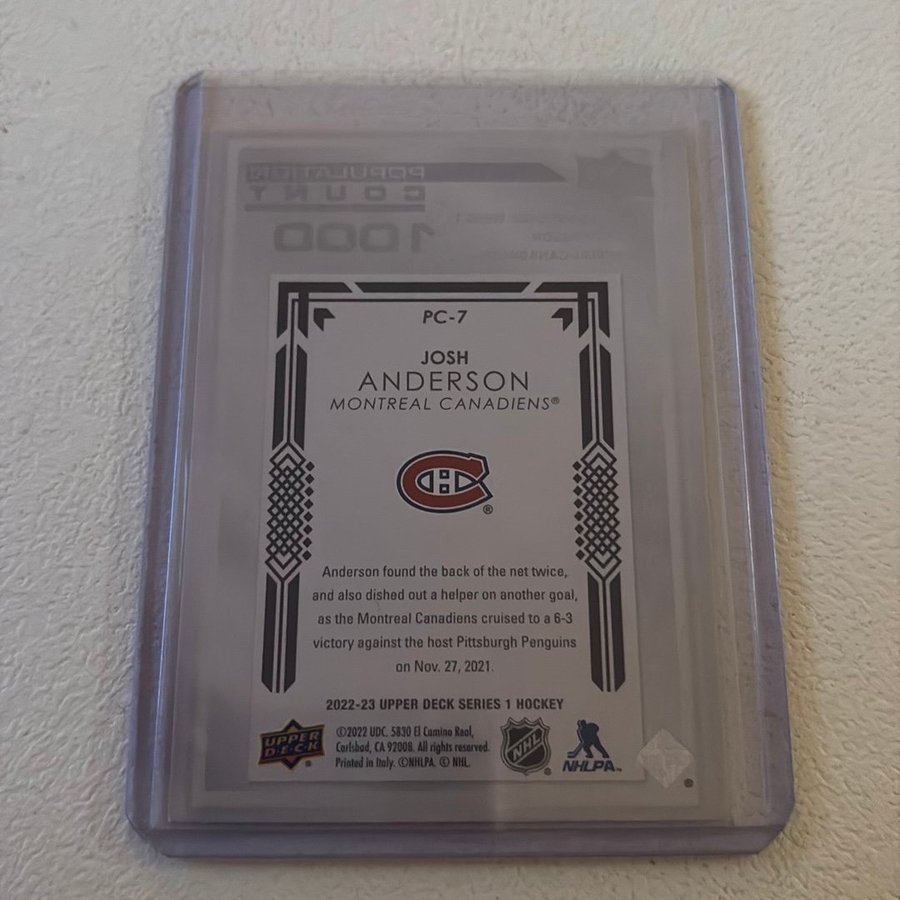 POPULATION
COUNT
1000
PC-7
JOSH
ANDERSON
MONTREAL CANADIENS®
Anderson found the back of the net twice,
and also dished out a helper on another goal,
as the Montreal Canadiens cruised to a 6-3
victory against the host Pittsburgh Penguins
on Nov. 27, 2021.
2022-23 UPPER DECK SERIES 1 HOCKEY
UPPER
D·E·C·K
®
©2022 UDC. 5830 El Camino Real,
Carlsbad, CA 92008. All rights reserved.
Printed in Italy. ©NHLPA. © NHL.
NHL
®
NHLPA™
®